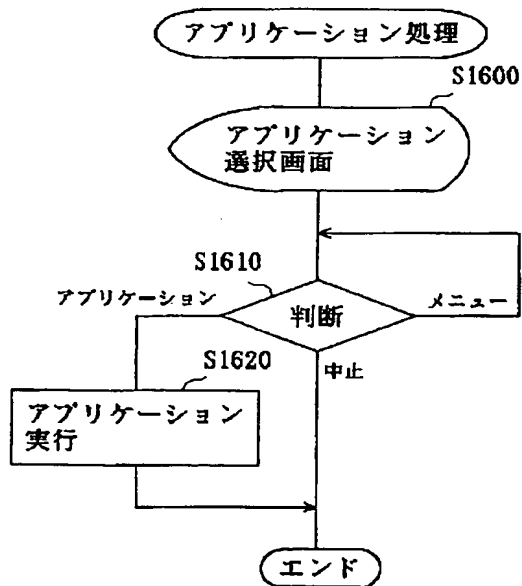 アプリケーション処理
S1600
アプリケーション
選択画面
S1610
アプリケーション
判断
メニュー
中止
S1620
アプリケーション
実行
エンド